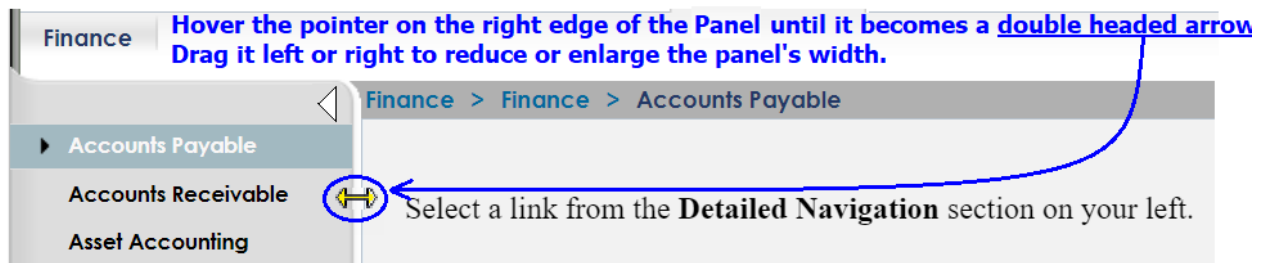 Finance
Hover the pointer on the right edge of the Panel until it becomes a double headed arrow
Drag it left or right to reduce or enlarge the panel's width.
Finance > Finance > Accounts Payable
Accounts Payable
Accounts Receivable
Asset Accounting
Select a link from the Detailed Navigation section on your left.